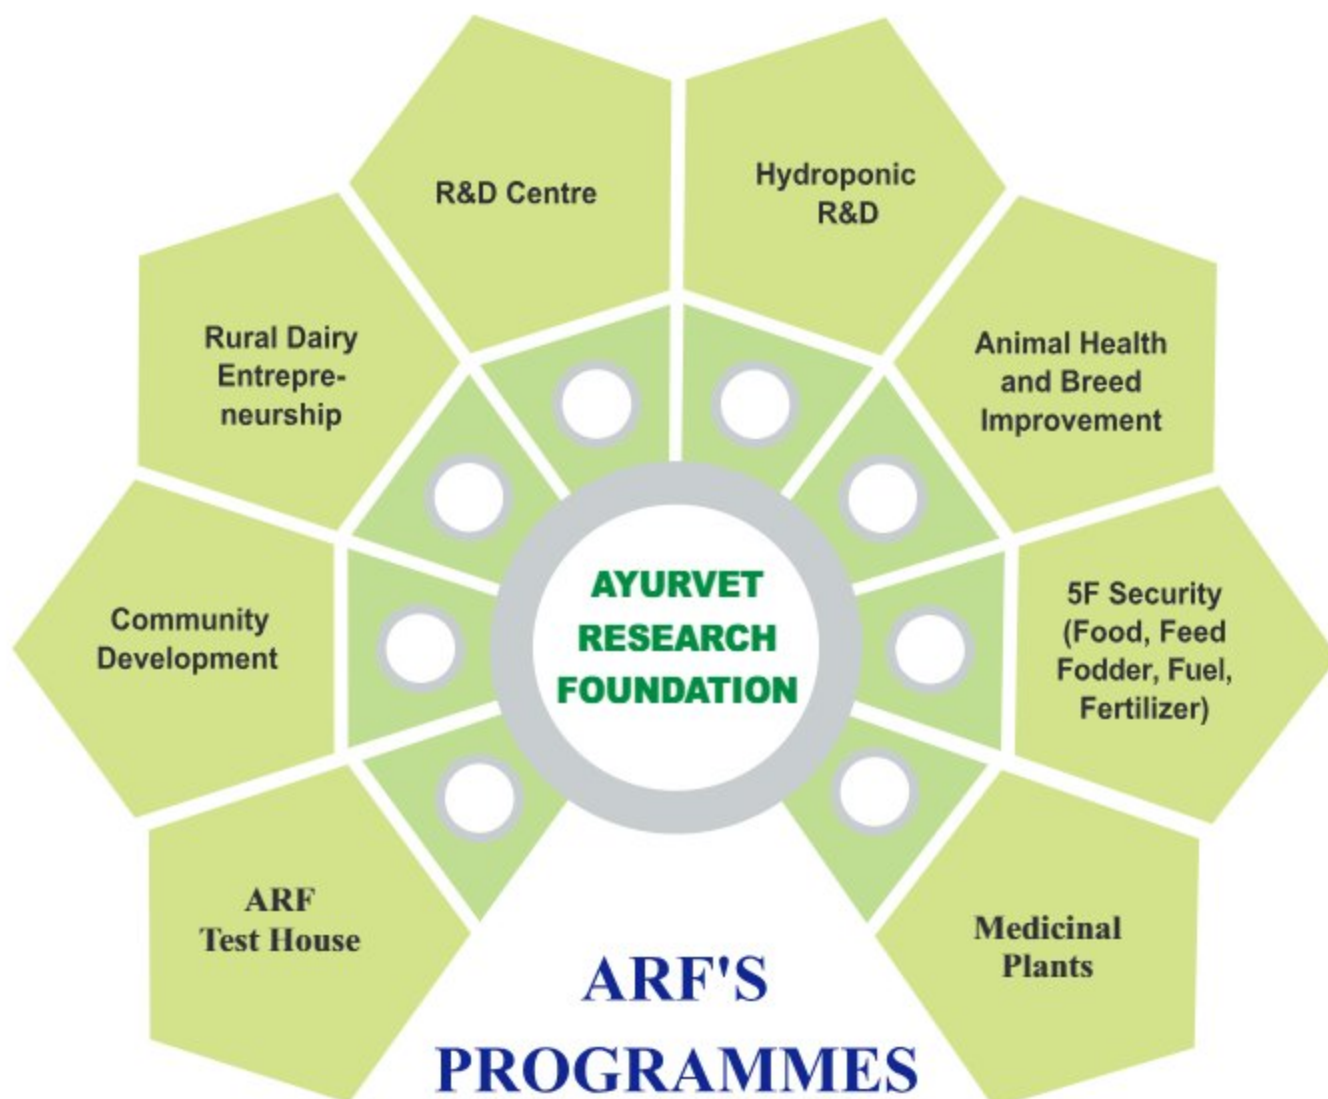 R&D Centre
Hydroponic
R&D
Rural Dairy
Entrepre-
neurship
Animal Health
and Breed
Improvement
Community
Development
AYURVET
RESEARCH
FOUNDATION
5F Security
(Food, Feed
Fodder, Fuel,
Fertilizer)
ARF
Test House
Medicinal
Plants
ARF'S
PROGRAMMES